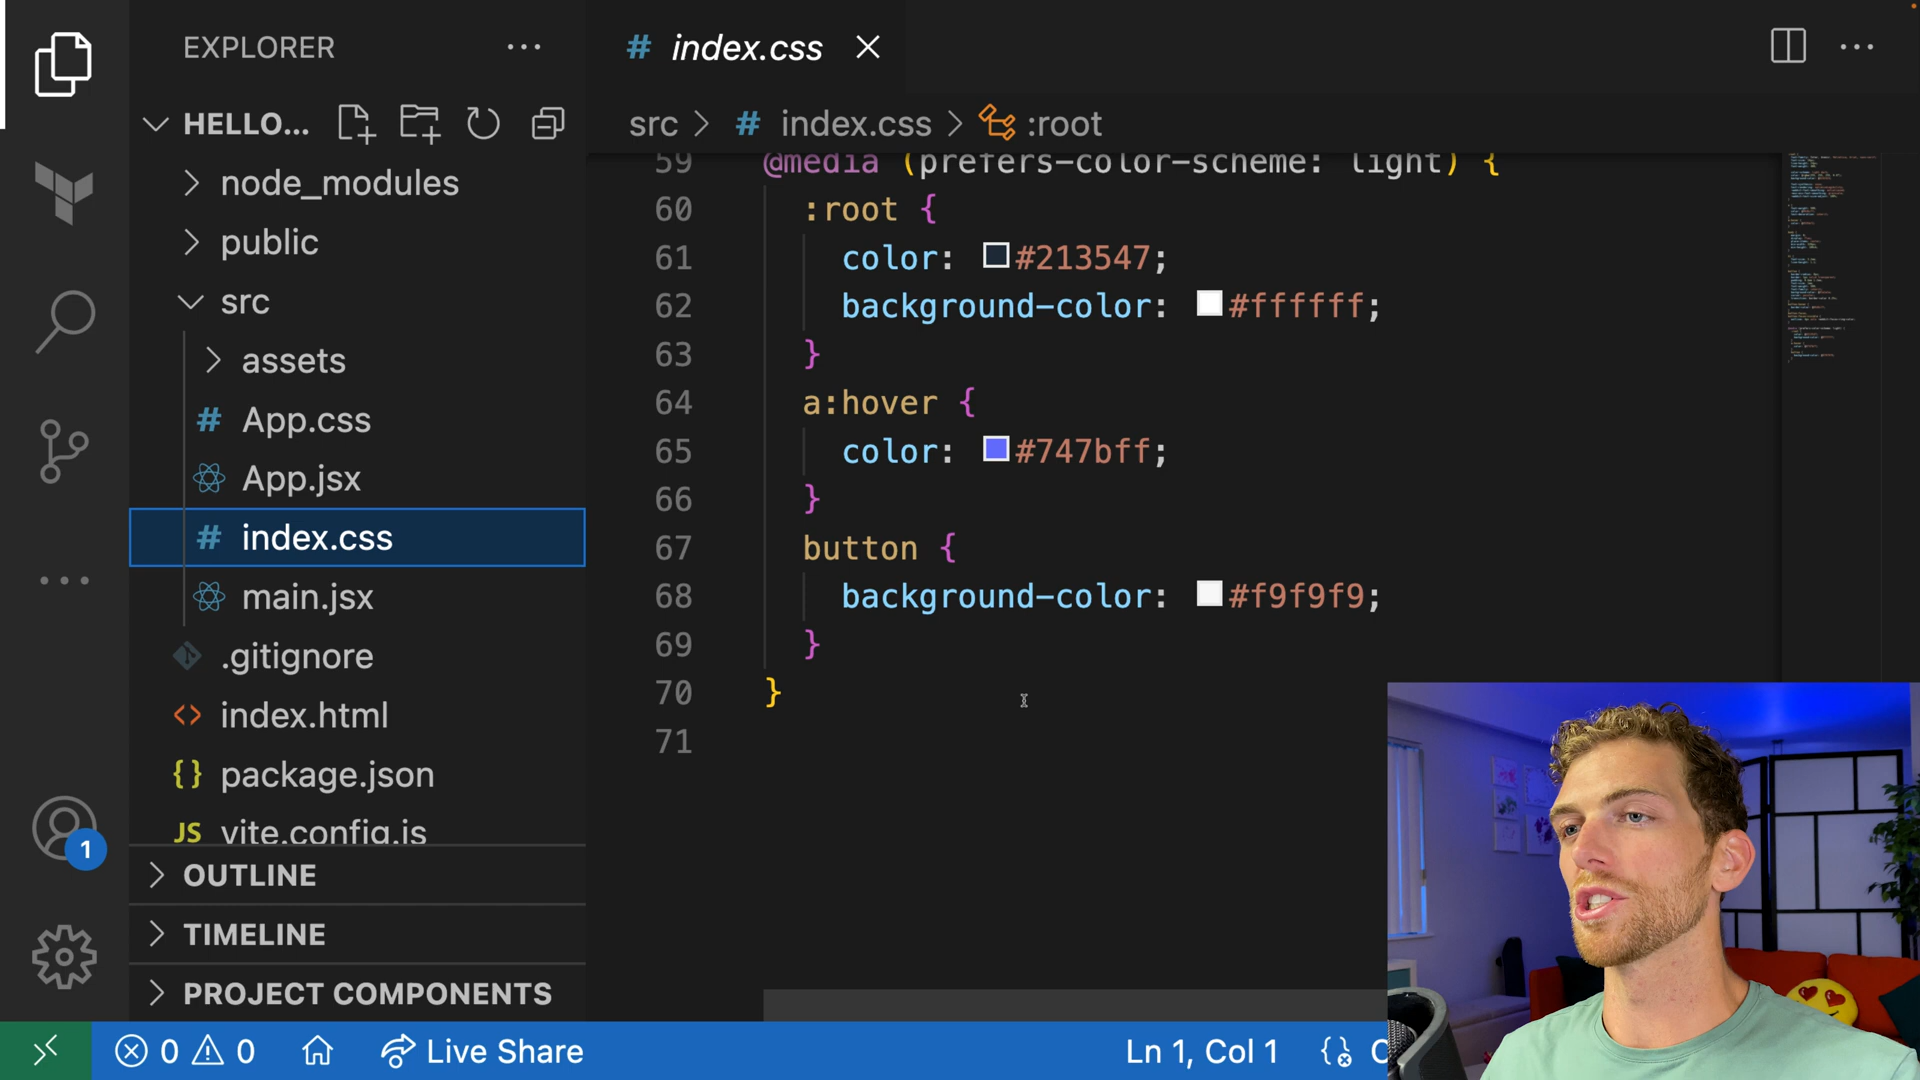 EXPLORER
HELLO...
node_modules
public
src
assets
App.css
App.jsx
index.css
main.jsx
.gitignore
index.html
package.json
vite.config.js
OUTLINE
TIMELINE
PROJECT COMPONENTS
1
# index.css
src > # index.css > :root
59 @media (prefers-color-scheme: light) {
60 :root {
61 color: #213547;
62 background-color: #ffffff;
63 }
64 a:hover {
65 color: #747bff;
66 }
67 button {
68 background-color: #f9f9f9;
69 }
70 }
71
0 0 Live Share
Ln 1, Col 1